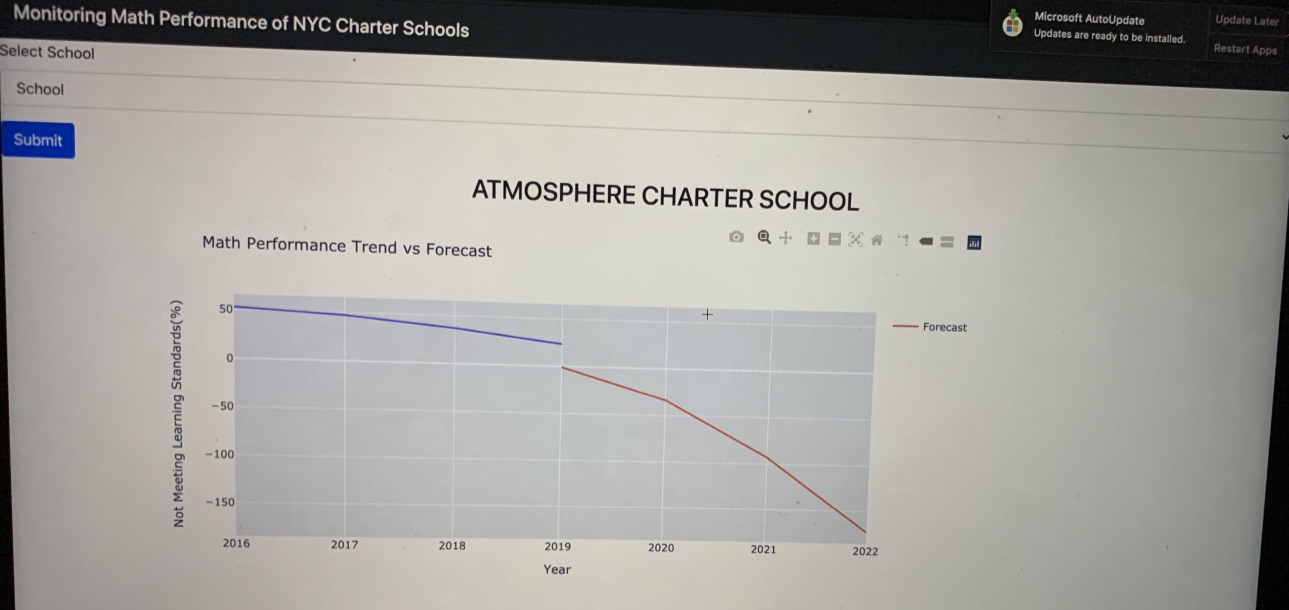 Monitoring Math Performance of NYC Charter Schools
Microsoft AutoUpdate
Updates are ready to be installed.
Update Later
Restart Apps
Select School
School
Submit
ATMOSPHERE CHARTER SCHOOL
Math Performance Trend vs Forecast
Not Meeting Learning Standards(%)
50
0
−50
−100
−150
2016 2017 2018 2019 2020 2021 2022
Year
Forecast